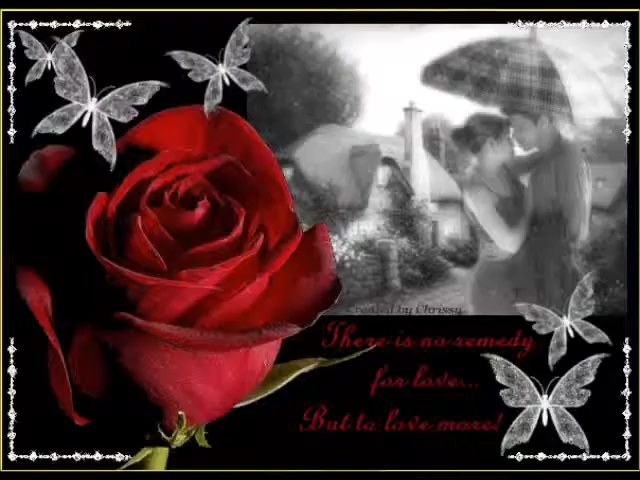 Created by Chrissy
There is no remedy
for love...
But to love more!